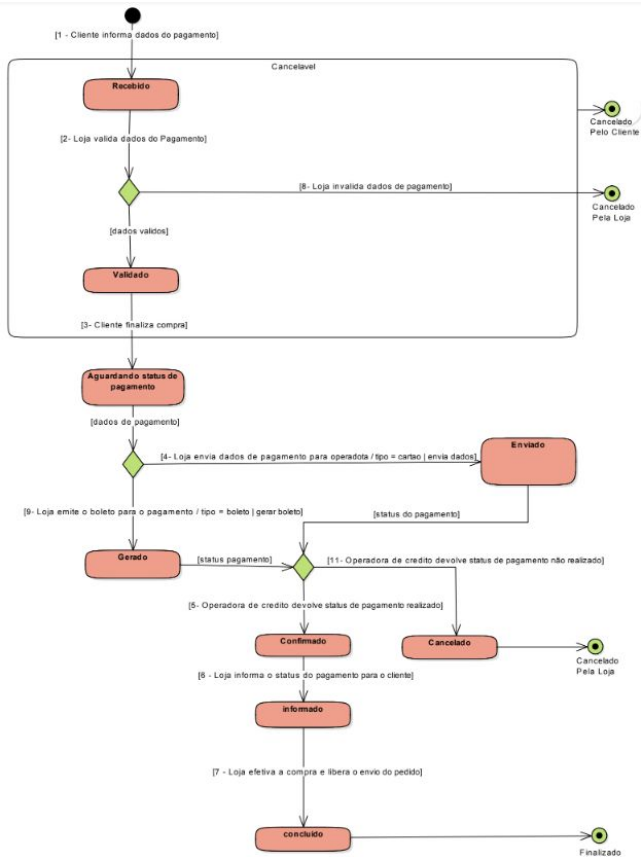 [1 - Cliente informa dados do pagamento]
Cancelavel
Recebido
Cancelado
Pelo Cliente
[2- Loja valida dados do Pagamento]
[8- Loja invalida dados de pagamento]
Cancelado
Pela Loja
[dados validos]
Validado
[3- Cliente finaliza compra]
Aguardando status de
pagamento
[dados de pagamento]
[4- Loja envia dados de pagamento para operadota / tipo = cartao | envia dados]
Enviado
[9- Loja emite o boleto para o pagamento / tipo = boleto | gerar boleto]
[status do pagamento]
Gerado
[status pagamento]
[11- Operadora de credito devolve status de pagamento não realizado]
[5- Operadora de credito devolve status de pagamento realizado]
Confirmado
Cancelado
Cancelado
Pela Loja
[6 - Loja informa o status do pagamento para o cliente]
informado
[7 - Loja efetiva a compra e libera o envio do pedido]
concluido
Finalizado